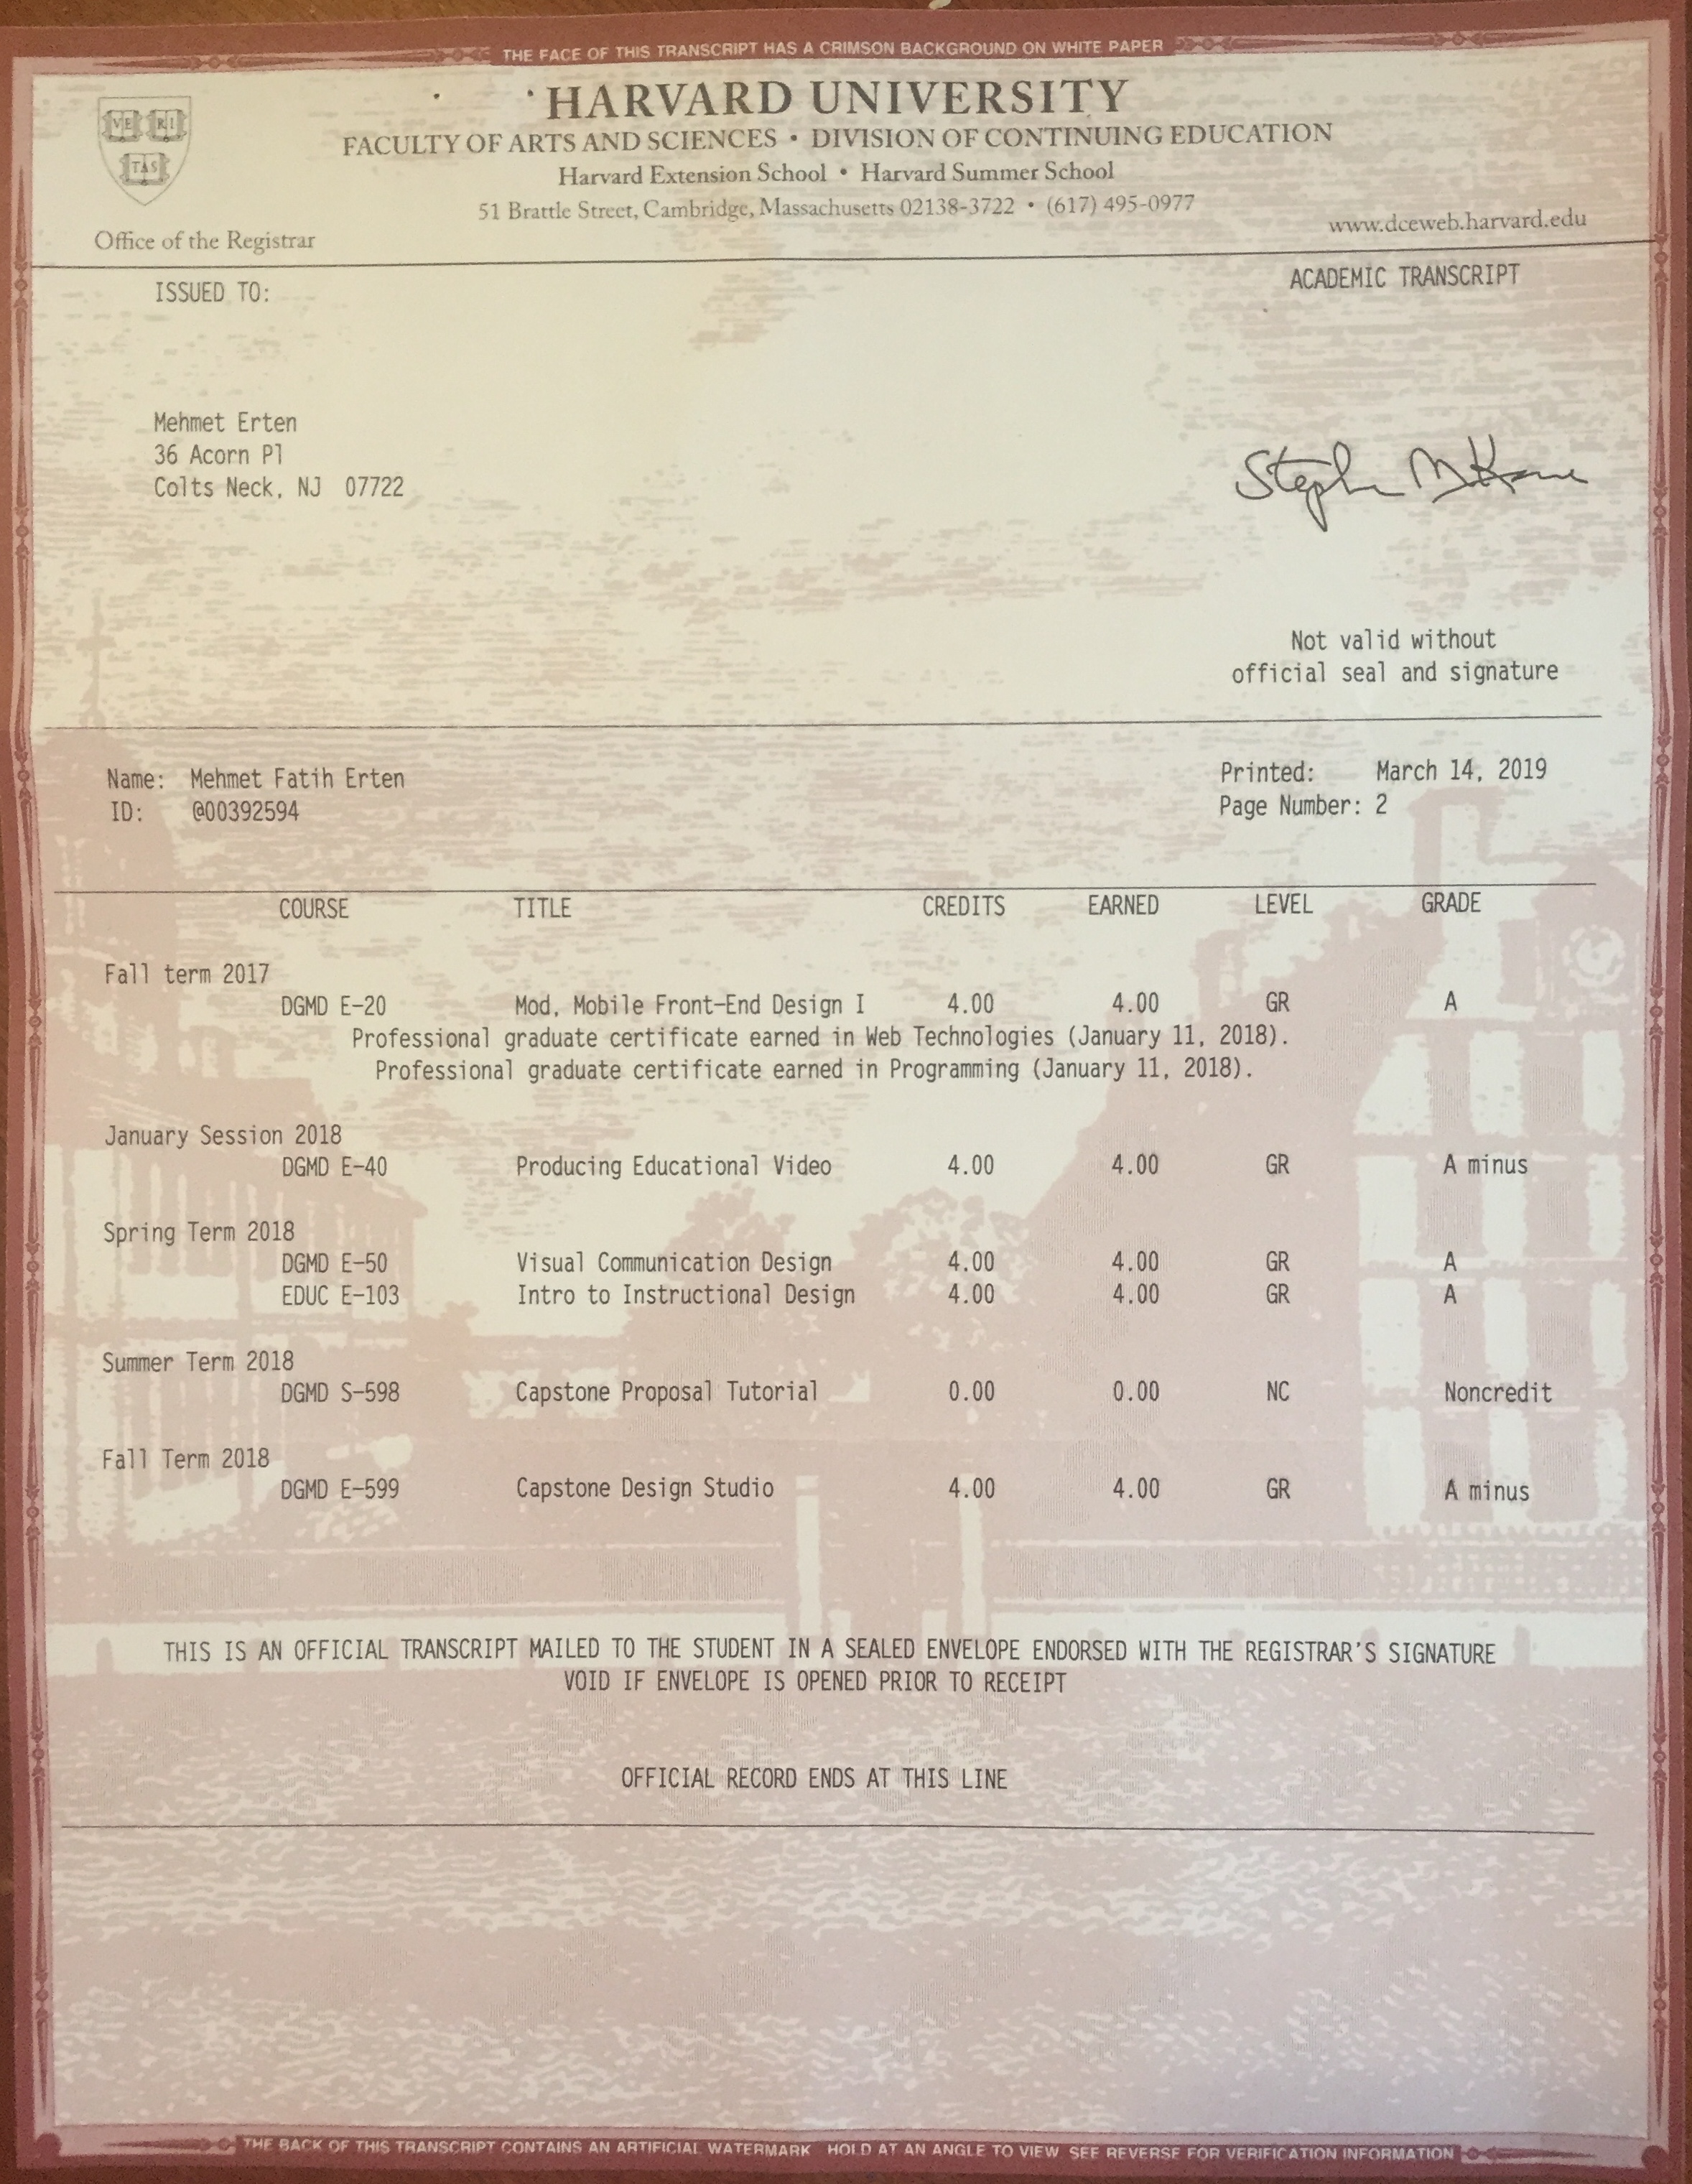 THE FACE OF THIS TRANSCRIPT HAS A CRIMSON BACKGROUND ON WHITE PAPER
VE RI
TAS
HARVARD UNIVERSITY
FACULTY OF ARTS AND SCIENCES • DIVISION OF CONTINUING EDUCATION
Harvard Extension School • Harvard Summer School
51 Brattle Street, Cambridge, Massachusetts 02138-3722 • (617) 495-0977
Office of the Registrar www.dceweb.harvard.edu
ISSUED TO: ACADEMIC TRANSCRIPT
Mehmet Erten
36 Acorn Pl
Colts Neck, NJ 07722
Not valid without
official seal and signature
Name: Mehmet Fatih Erten Printed: March 14, 2019
ID: @00392594 Page Number: 2
COURSE TITLE CREDITS EARNED LEVEL GRADE
Fall term 2017
DGMD E-20 Mod, Mobile Front-End Design I 4.00 4.00 GR A
Professional graduate certificate earned in Web Technologies (January 11, 2018).
Professional graduate certificate earned in Programming (January 11, 2018).
January Session 2018
DGMD E-40 Producing Educational Video 4.00 4.00 GR A minus
Spring Term 2018
DGMD E-50 Visual Communication Design 4.00 4.00 GR A
EDUC E-103 Intro to Instructional Design 4.00 4.00 GR A
Summer Term 2018
DGMD S-598 Capstone Proposal Tutorial 0.00 0.00 NC Noncredit
Fall Term 2018
DGMD E-599 Capstone Design Studio 4.00 4.00 GR A minus
THIS IS AN OFFICIAL TRANSCRIPT MAILED TO THE STUDENT IN A SEALED ENVELOPE ENDORSED WITH THE REGISTRAR'S SIGNATURE
VOID IF ENVELOPE IS OPENED PRIOR TO RECEIPT
OFFICIAL RECORD ENDS AT THIS LINE
THE BACK OF THIS TRANSCRIPT CONTAINS AN ARTIFICIAL WATERMARK HOLD AT AN ANGLE TO VIEW. SEE REVERSE FOR VERIFICATION INFORMATION